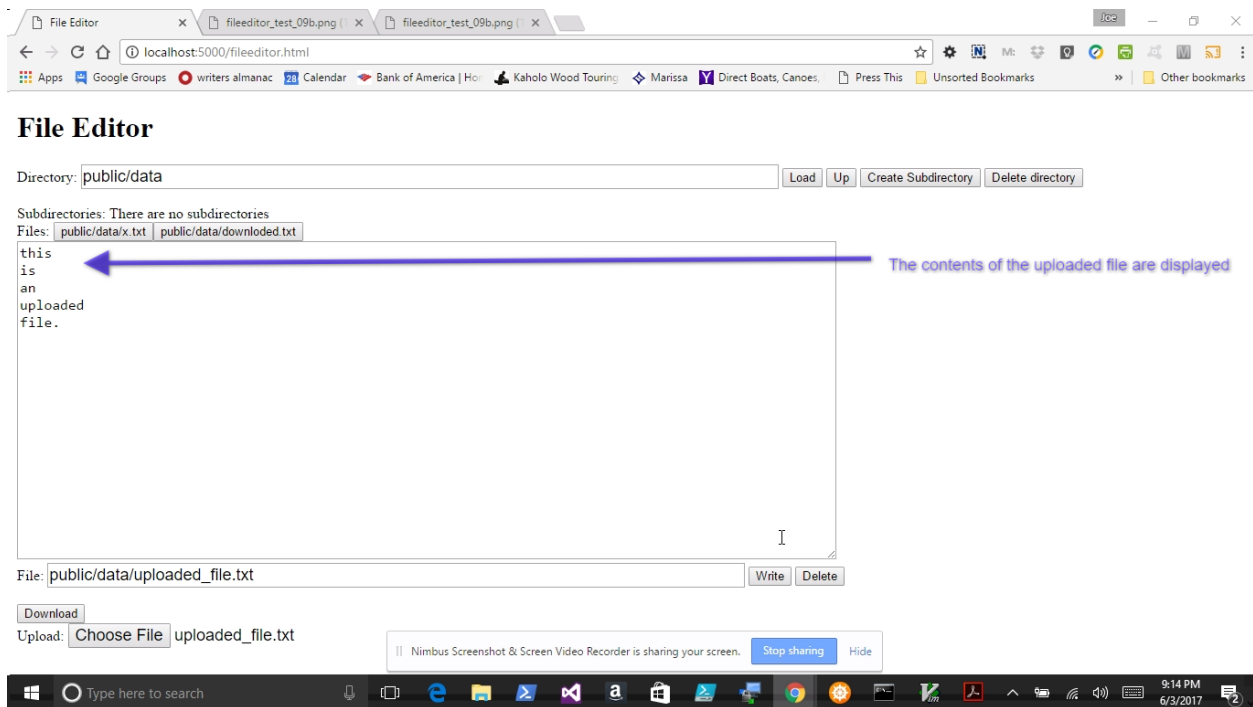 File Editor
fileeditor_test_09b.png (
fileeditor_test_09b.png (
Joe
localhost:5000/fileeditor.html
Apps Google Groups writers almanac 28 Calendar Bank of America | Ho Kaholo Wood Touring Marissa Direct Boats, Canoes, Press This Unsorted Bookmarks » Other bookmarks
File Editor
Directory: public/data Load Up Create Subdirectory Delete directory
Subdirectories: There are no subdirectories
Files: public/data/x.txt public/data/downloded.txt
this
is
an
uploaded
file.
The contents of the uploaded file are displayed
File: public/data/uploaded_file.txt Write Delete
Download
Upload: Choose File uploaded_file.txt
Nimbus Screenshot & Screen Video Recorder is sharing your screen. Stop sharing Hide
Type here to search
9:14 PM
6/3/2017
2